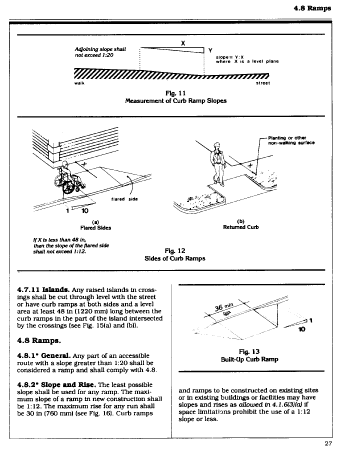 4.8 Ramps
Adjoining slope shall
not exceed 1:20
X
Y
slope = Y:X
where X is a level plane
walk
street
Fig. 11
Measurement of Curb Ramp Slopes
Planting or other
non-walking surface
X
flared side
1
10
(a)
Flared Sides
(b)
Returned Curb
If X is less than 48 in,
then the slope of the flared side
shall not exceed 1:12.
Fig. 12
Sides of Curb Ramps
4.7.11 Islands. Any raised islands in cross-
ings shall be cut through level with the street
or have curb ramps at both sides and a level
area at least 48 in (1220 mm) long between the
curb ramps in the part of the island intersected
by the crossings (see Fig. 15(a) and (b)).
4.8 Ramps.
4.8.1* General. Any part of an accessible
route with a slope greater than 1:20 shall be
considered a ramp and shall comply with 4.8.
4.8.2* Slope and Rise. The least possible
slope shall be used for any ramp. The maxi-
mum slope of a ramp in new construction shall
be 1:12. The maximum rise for any run shall
be 30 in (760 mm) (see Fig. 16). Curb ramps
36 min
1
10
Fig. 13
Built-Up Curb Ramp
and ramps to be constructed on existing sites
or in existing buildings or facilities may have
slopes and rises as allowed in 4.1.6(3)(a) if
space limitations prohibit the use of a 1:12
slope or less.
27